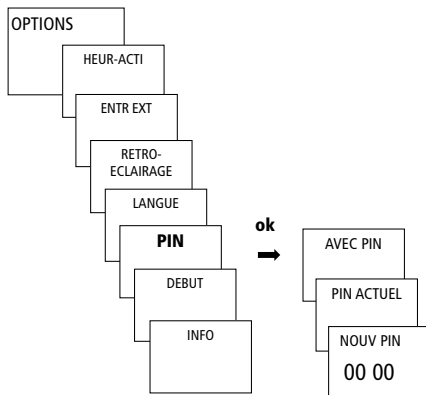 OPTIONS
HEUR-ACTI
ENTR EXT
RETRO-
ECLAIRAGE
LANGUE
PIN
DEBUT
INFO
ok
AVEC PIN
PIN ACTUEL
NOUV PIN
00 00